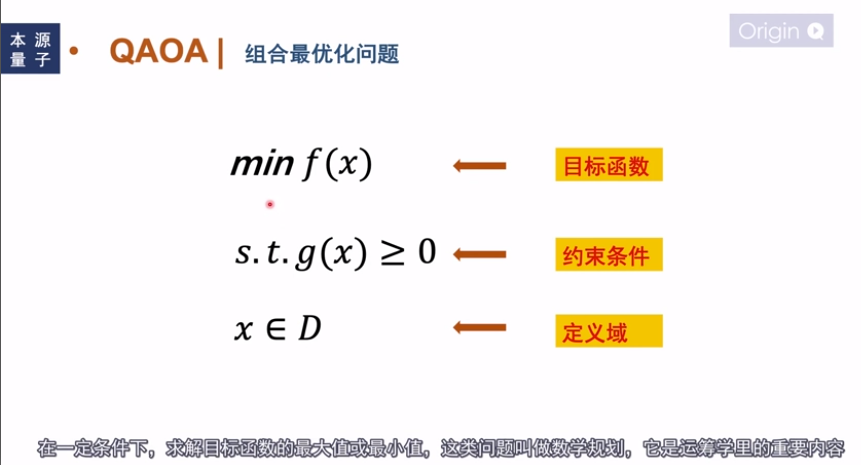 本源
量子
QAOA | 组合最优化问题
Origin Q
min f(x)
目标函数
s.t. g(x) ≥ 0
约束条件
x ∈ D
定义域
在一定条件下，求解目标函数的最大值或最小值，这类问题叫做数学规划，它是运筹学里的重要内容